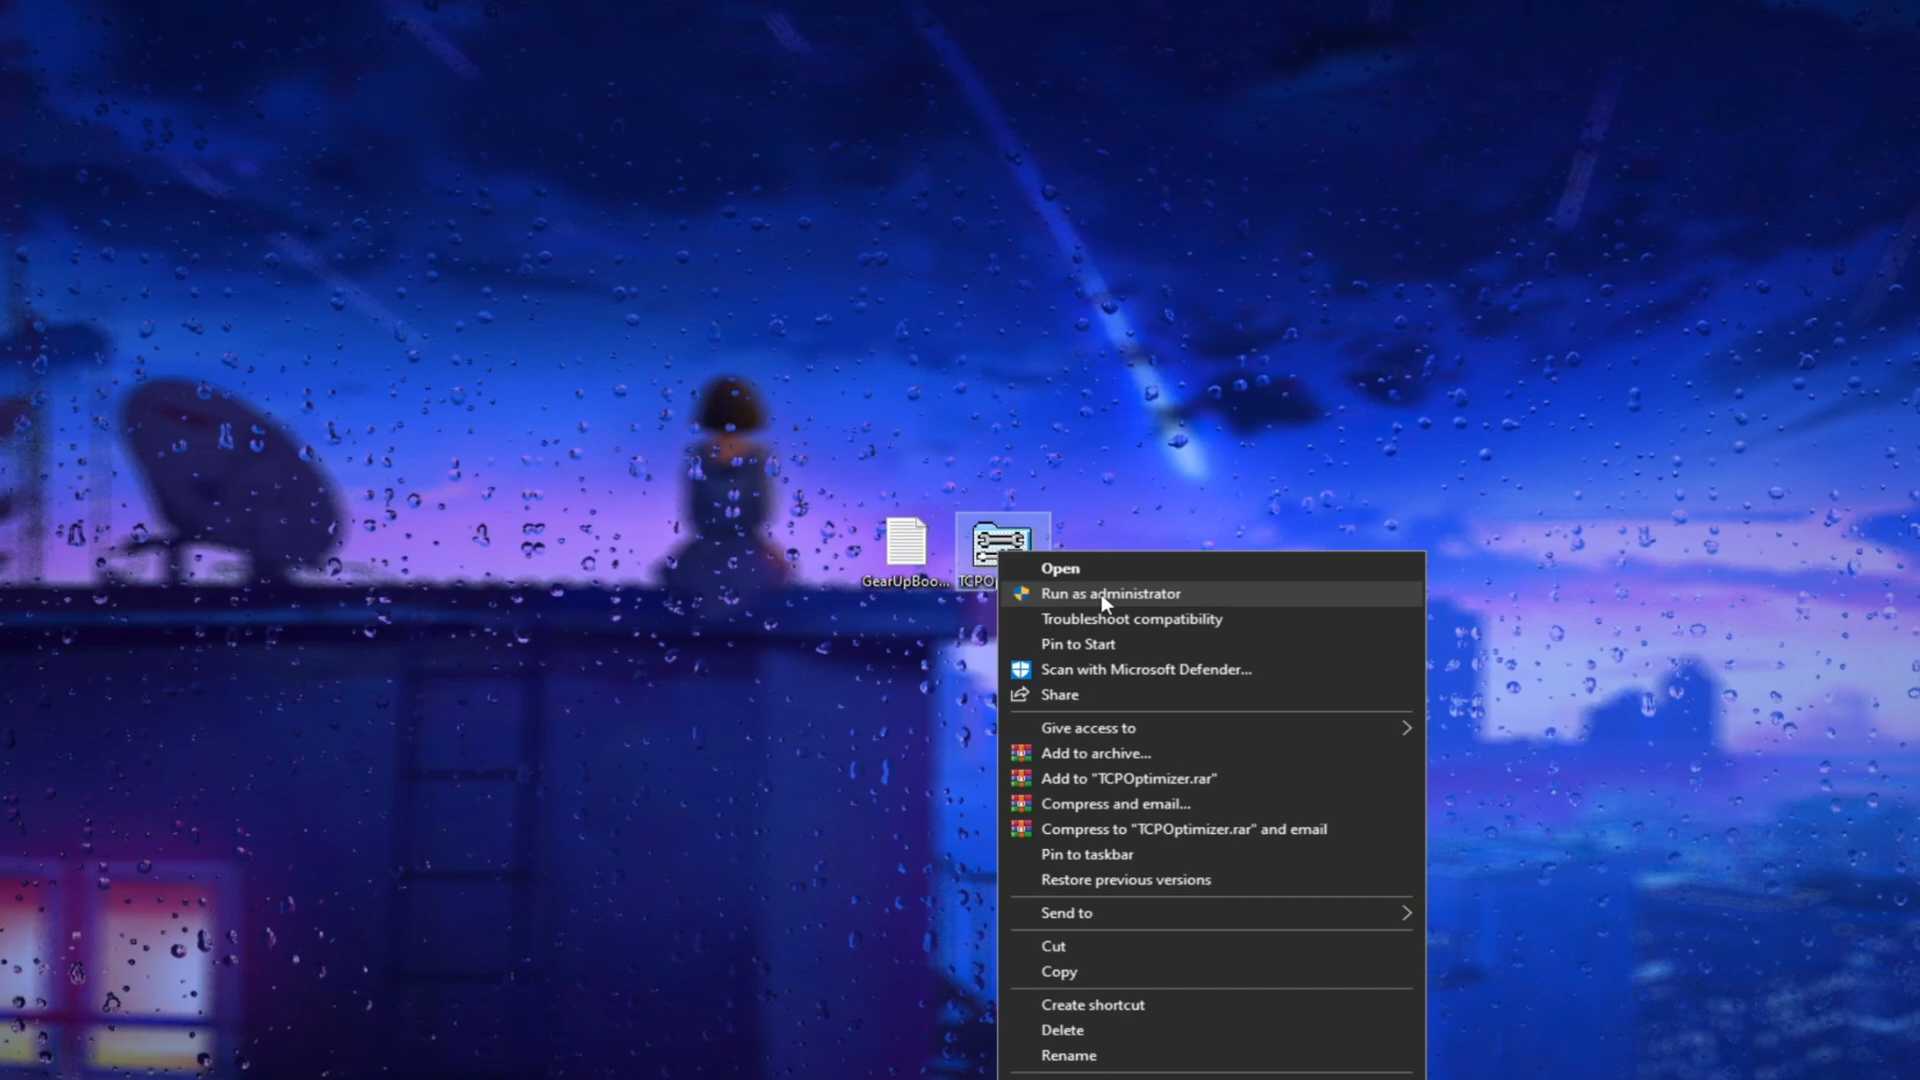 GearUpBoo...
TCPO
Open
Run as administrator
Troubleshoot compatibility
Pin to Start
Scan with Microsoft Defender...
Share
Give access to
Add to archive...
Add to "TCPOptimizer.rar"
Compress and email...
Compress to "TCPOptimizer.rar" and email
Pin to taskbar
Restore previous versions
Send to
Cut
Copy
Create shortcut
Delete
Rename